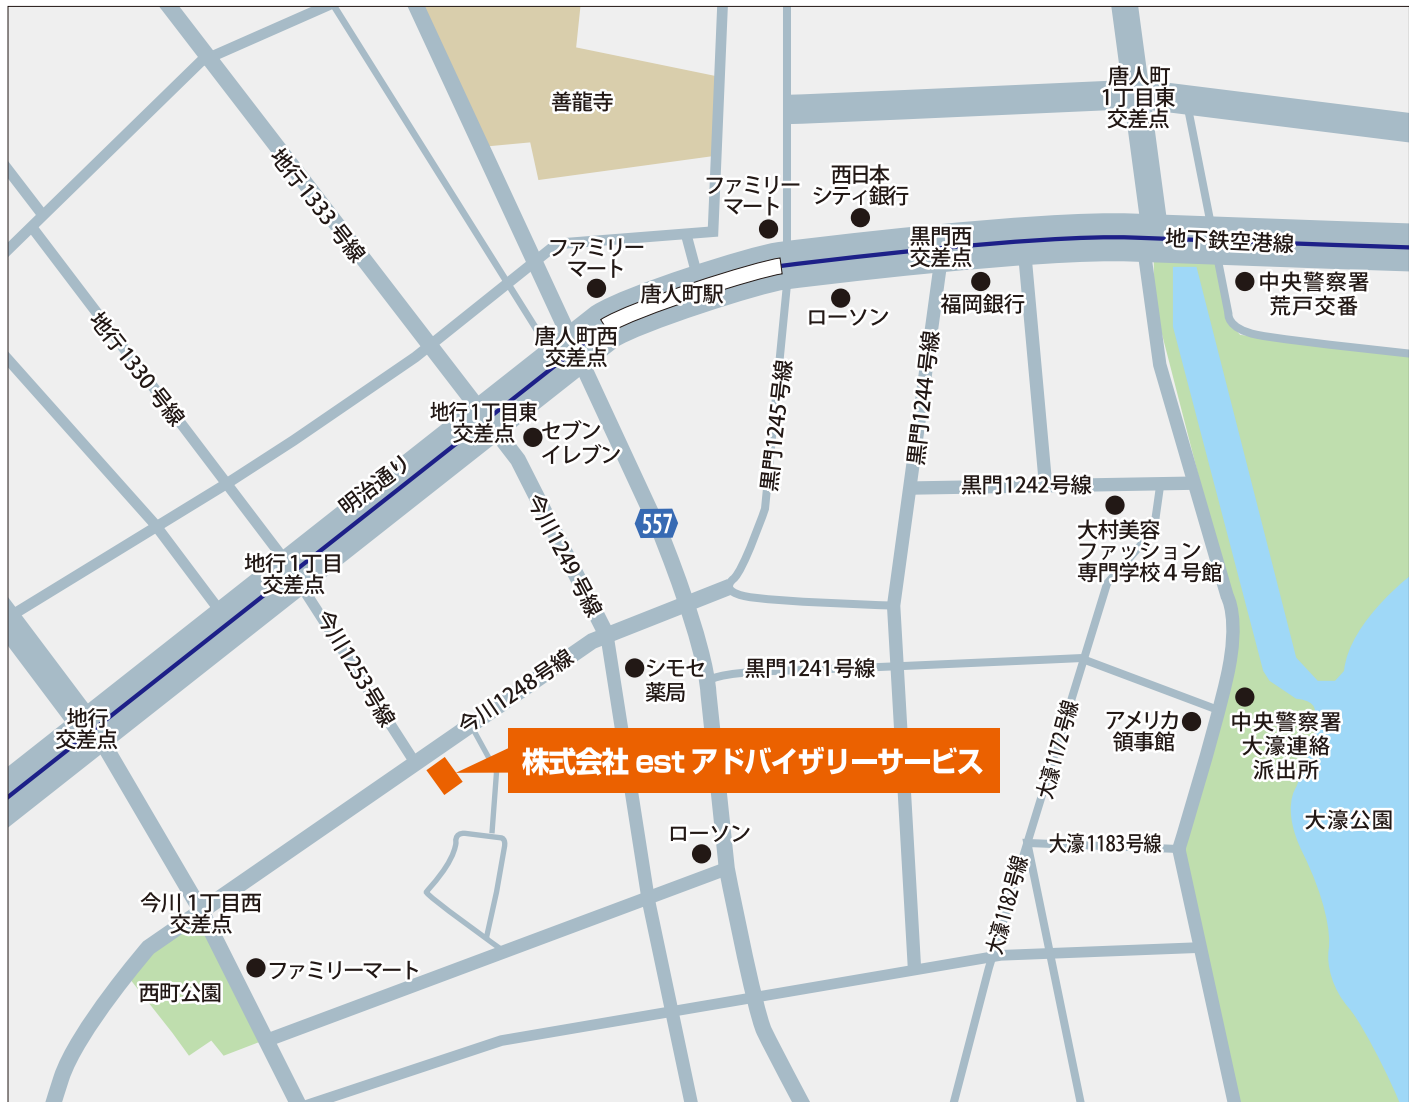 唐人町
1丁目東
交差点
善龍寺
地行1333号線
ファミリー
マート
西日本
シティ銀行
黒門西
交差点
地下鉄空港線
ファミリー
マート
唐人町駅
ローソン
福岡銀行
中央警察署
荒戸交番
唐人町西
交差点
地行1330号線
黒門1245号線
黒門1244号線
地行1丁目東
交差点
セブン
イレブン
明治通り
黒門1242号線
今川1249号線
557
大村美容
ファッション
専門学校４号館
地行1丁目
交差点
今川1253号線
今川1248号線
シモセ
薬局
黒門1241号線
地行
交差点
大濠1172号線
アメリカ
領事館
中央警察署
大濠連絡
派出所
株式会社 est アドバイザリーサービス
大濠公園
ローソン
大濠1183号線
大濠1182号線
今川1丁目西
交差点
ファミリーマート
西町公園